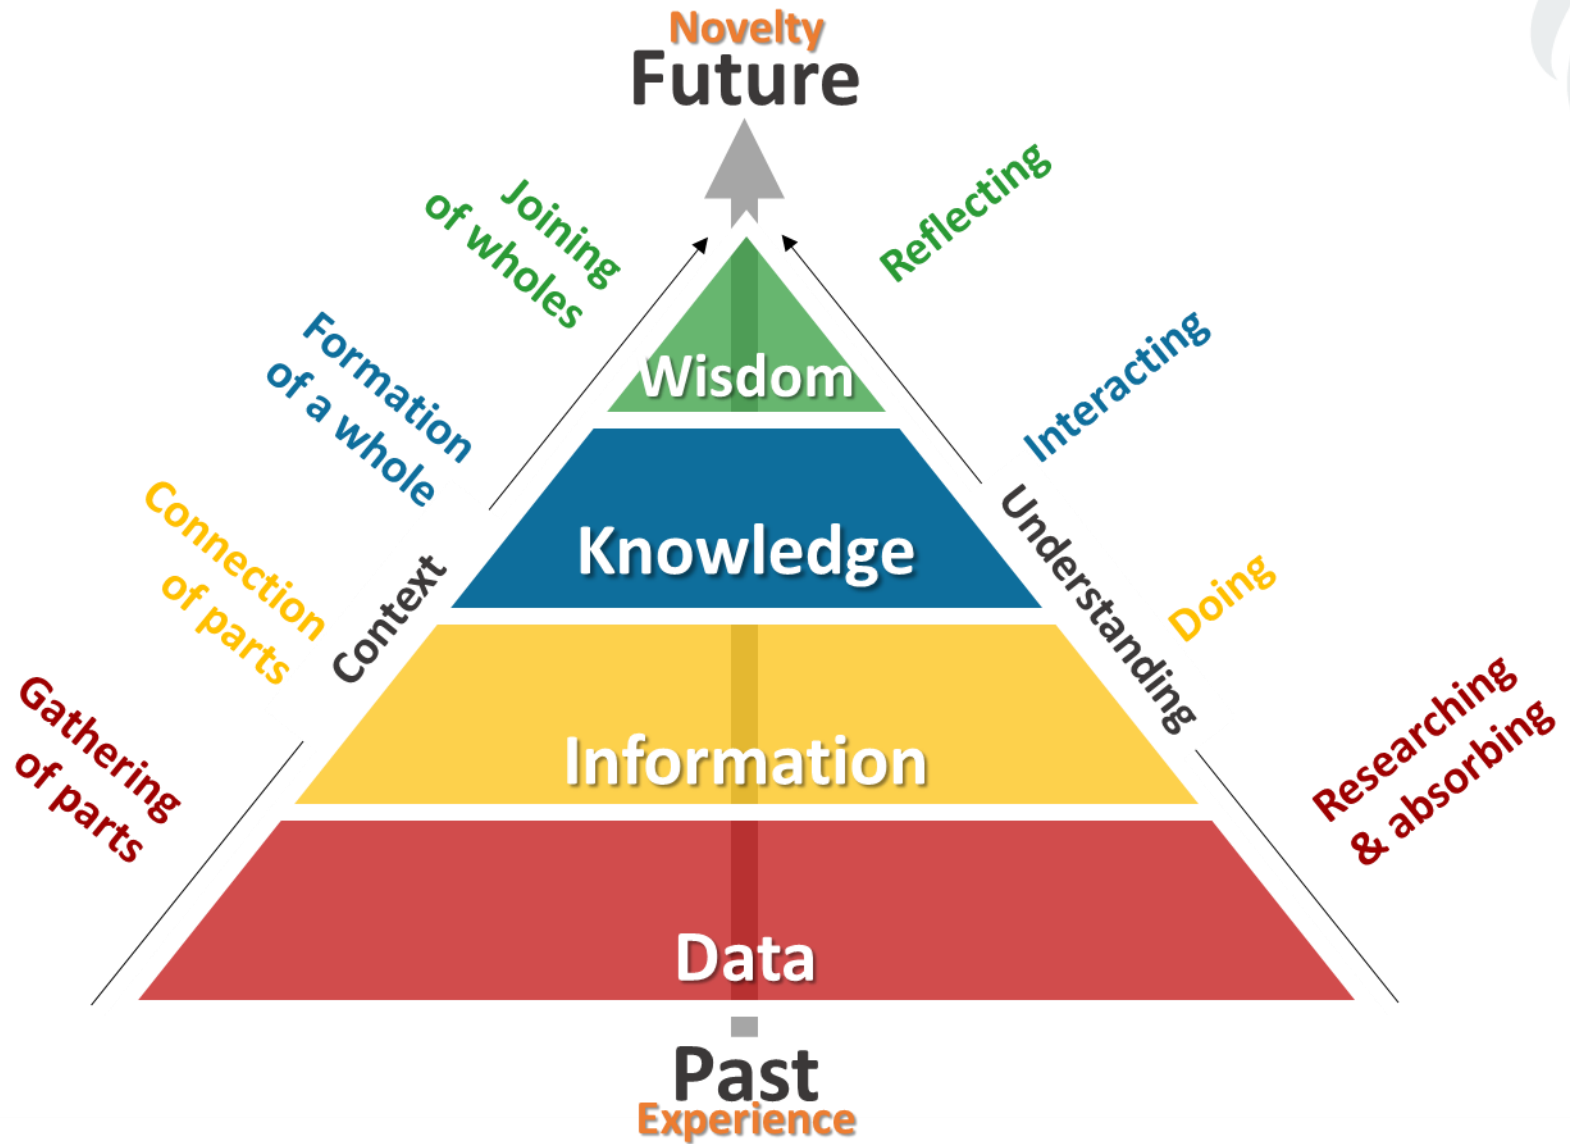 Novelty
Future
Joining
of wholes
Reflecting
Formation
of a whole
Interacting
Wisdom
Connection
of parts
Context
Knowledge
Understanding
Doing
Gathering
of parts
Information
Researching
& absorbing
Data
Past
Experience